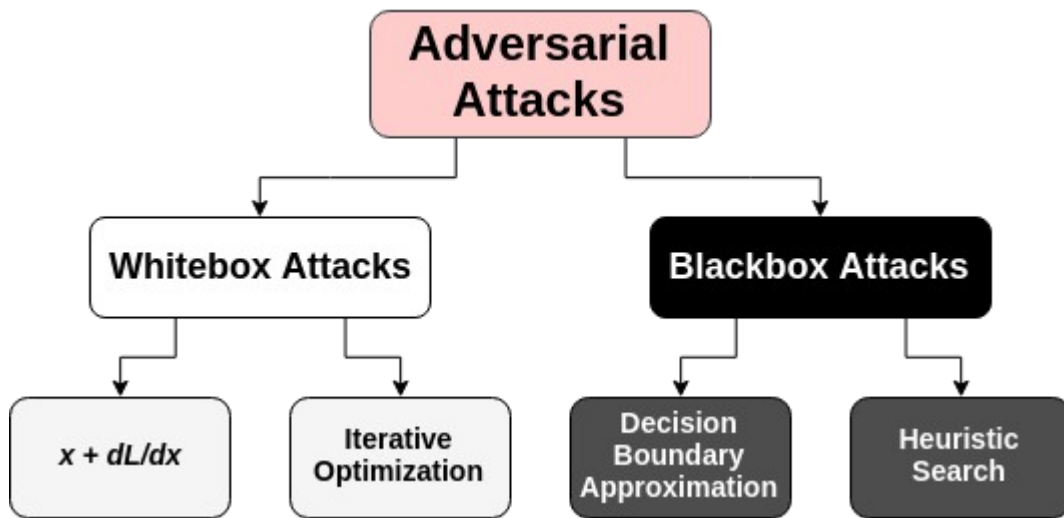 Adversarial
Attacks
Whitebox Attacks
Blackbox Attacks
x + dL/dx
Iterative
Optimization
Decision
Boundary
Approximation
Heuristic
Search